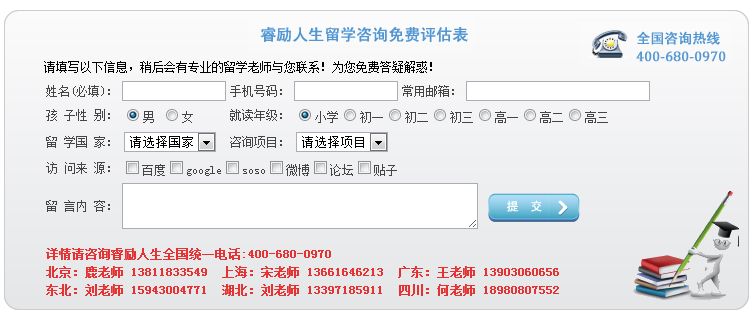 睿励人生留学咨询免费评估表
全国咨询热线
400-680-0970
请填写以下信息，稍后会有专业的留学老师与您联系！为您免费答疑解惑！
姓名(必填): 手机号码: 常用邮箱:
孩 子性 别: 男 女 就读年级: 小学 初一 初二 初三 高一 高二 高三
留 学国 家: 请选择国家 咨询项目: 请选择项目
访 问来 源: 百度 google soso 微博 论坛 贴子
留 言内 容: 提 交
详情请咨询睿励人生全国统一电话:400-680-0970
北京: 鹿老师 13811833549 上海: 宋老师 13661646213 广东: 王老师 13903060656
东北: 刘老师 15943004771 湖北: 刘老师 13397185911 四川: 何老师 18980807552